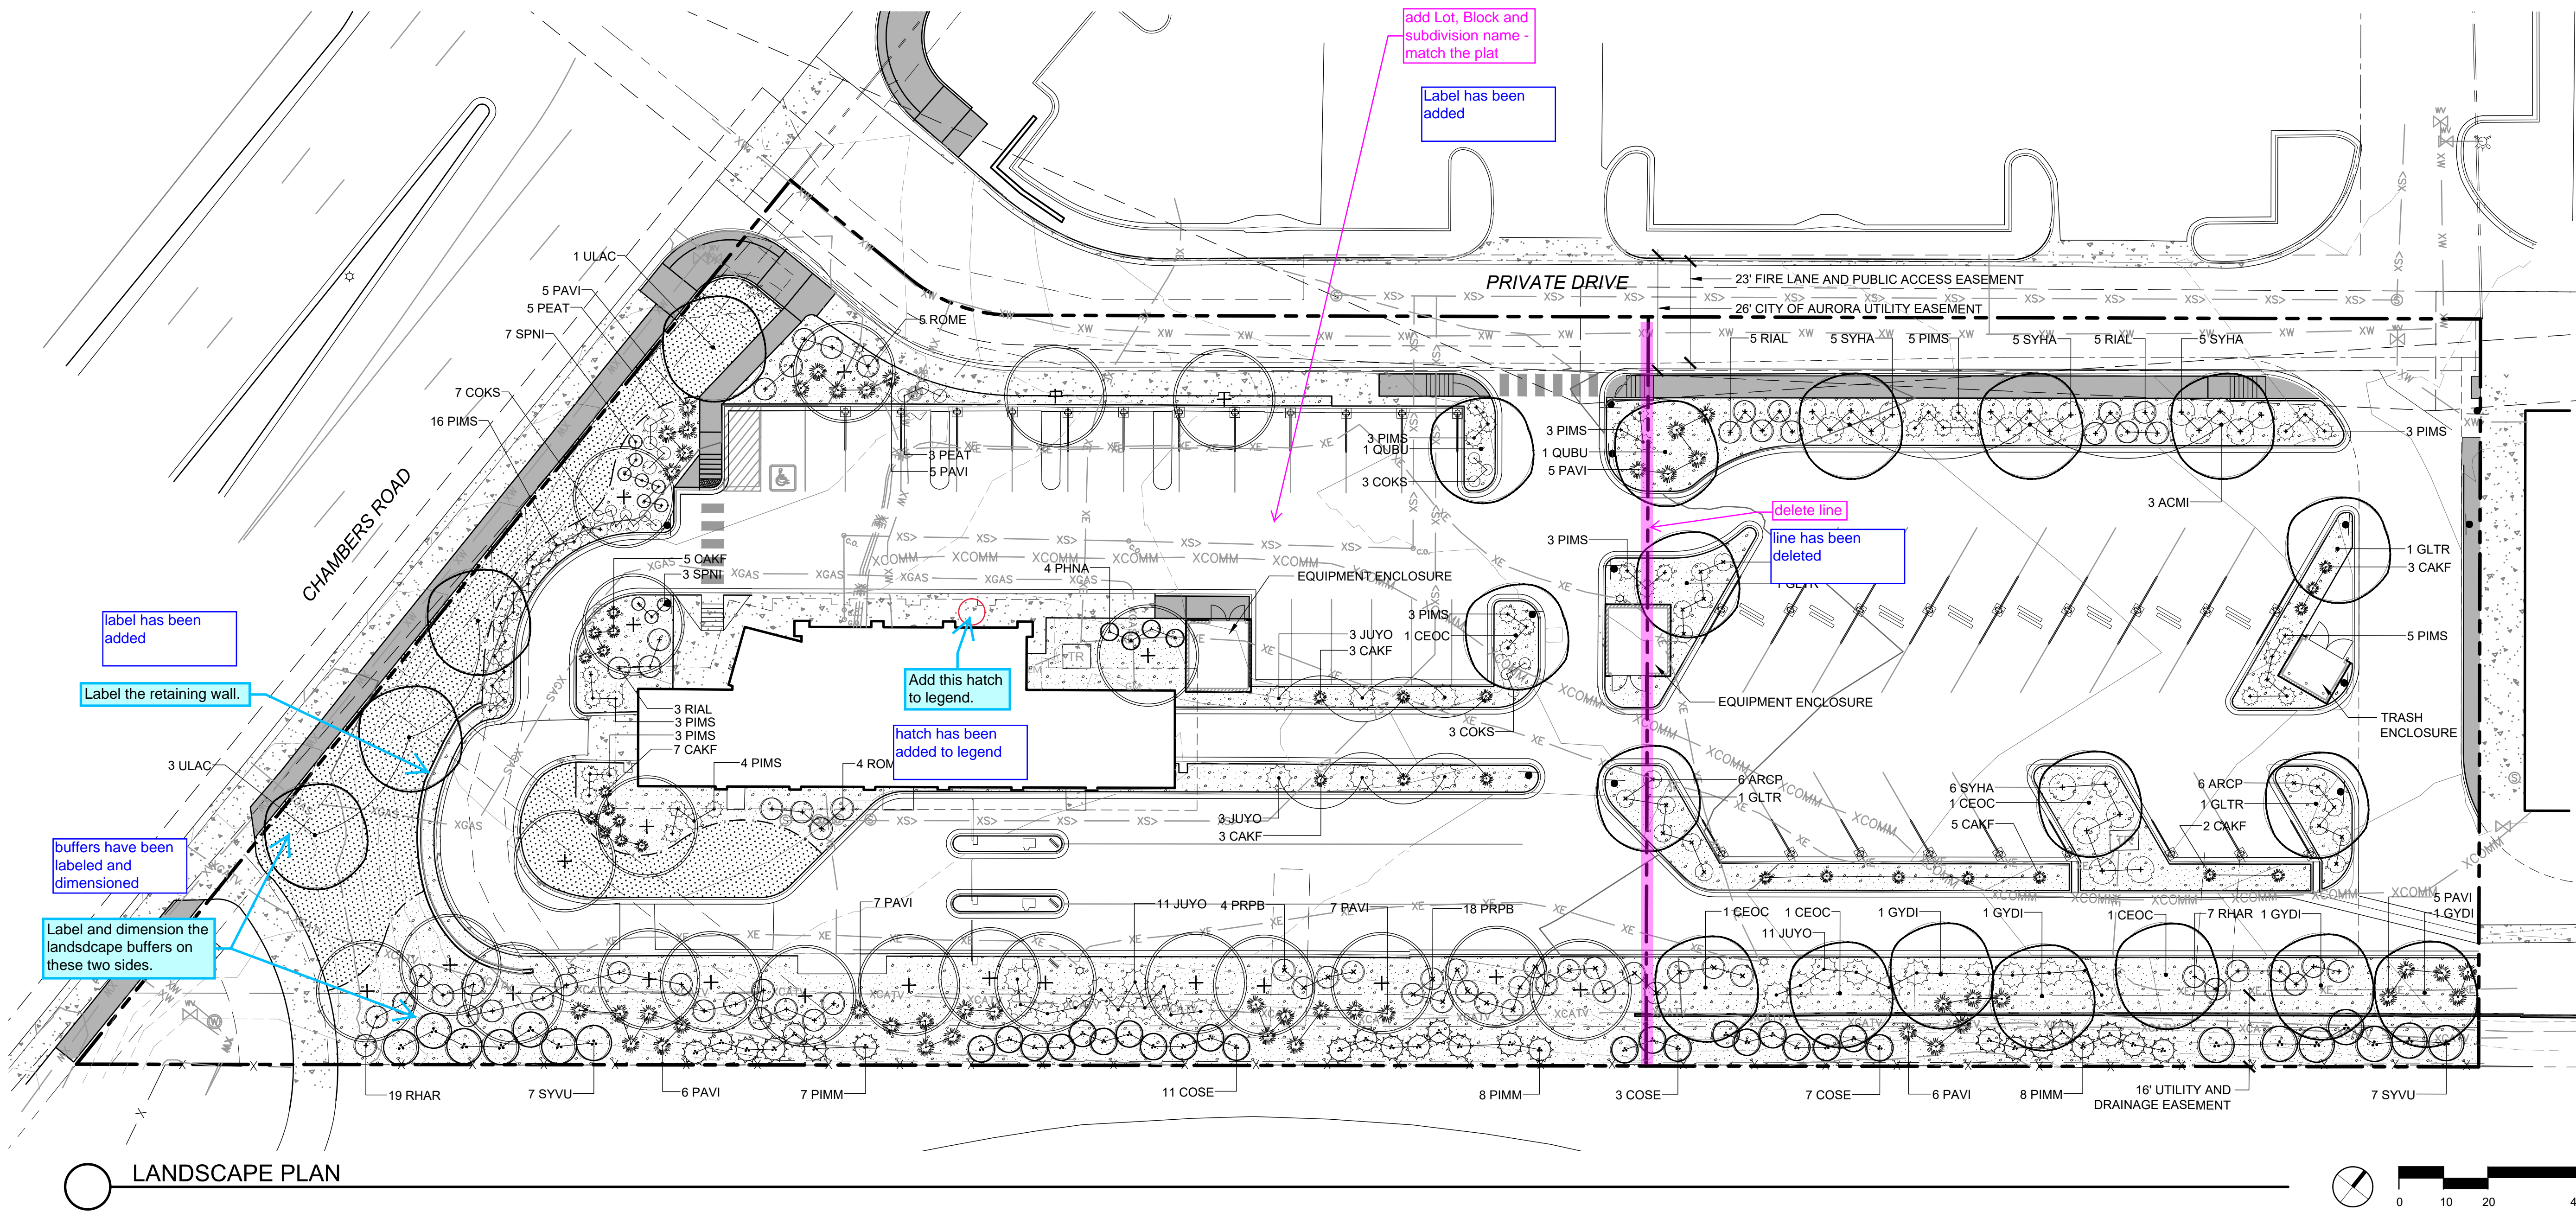 add Lot, Block and
subdivision name -
match the plat
Label has been
added
1 ULAC
5 PAVI
5 PEAT
7 SPNI
7 COKS
16 PIMS
5 ROME
PRIVATE DRIVE
23' FIRE LANE AND PUBLIC ACCESS EASEMENT
26' CITY OF AURORA UTILITY EASEMENT
5 RIAL
5 SYHA
5 PIMS
5 SYHA
5 RIAL
5 SYHA
3 PIMS
1 QUBU
3 COKS
3 PEAT
5 PAVI
3 PIMS
1 QUBU
5 PAVI
3 PIMS
3 ACMI
CHAMBERS ROAD
delete line
line has been
deleted
3 PIMS
1 GLTR
3 CAKF
5 CAKF
3 SPNI
4 PHNA
EQUIPMENT ENCLOSURE
3 PIMS
1 CEOC
3 JUYO
3 CAKF
5 PIMS
label has been
added
Label the retaining wall.
Add this hatch
to legend.
TR
3 RIAL
3 PIMS
3 PIMS
7 CAKF
hatch has been
added to legend
EQUIPMENT ENCLOSURE
TRASH
ENCLOSURE
3 COKS
3 ULAC
4 PIMS
4 ROM
6 ARCP
1 GLTR
6 SYHA
1 CEOC
5 CAKF
6 ARCP
1 GLTR
2 CAKF
3 JUYO
3 CAKF
buffers have been
labeled and
dimensioned
Label and dimension the
landsdcape buffers on
these two sides.
7 PAVI
11 JUYO
4 PRPB
7 PAVI
18 PRPB
1 CEOC
1 CEOC
11 JUYO
1 GYDI
1 GYDI
1 CEOC
7 RHAR
1 GYDI
5 PAVI
1 GYDI
19 RHAR
7 SYVU
6 PAVI
7 PIMM
11 COSE
8 PIMM
3 COSE
7 COSE
6 PAVI
8 PIMM
16' UTILITY AND
DRAINAGE EASEMENT
7 SYVU
XW
XS>
XE
XCOMM
XGAS
XCATV
LANDSCAPE PLAN
0 10 20 4